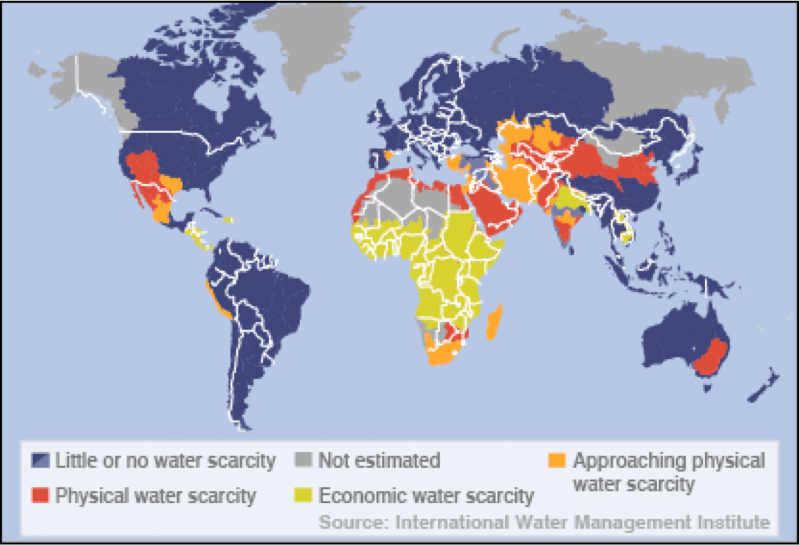 Little or no water scarcity
Not estimated
Approaching physical
water scarcity
Physical water scarcity
Economic water scarcity
Source: International Water Management Institute